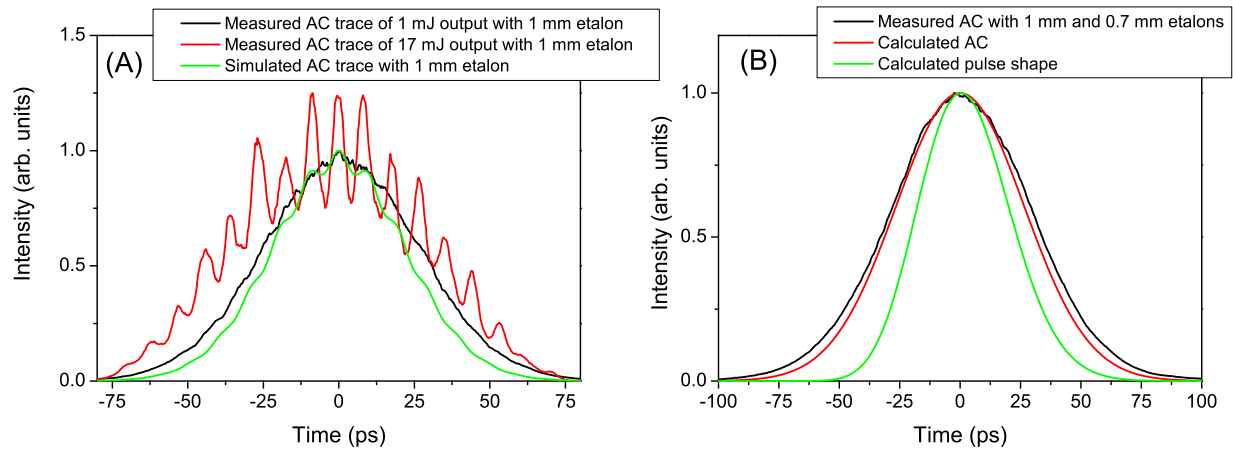 Measured AC trace of 1 mJ output with 1 mm etalon
Measured AC trace of 17 mJ output with 1 mm etalon
Simulated AC trace with 1 mm etalon
(A)
1.5
1.0
0.5
0.0
Intensity (arb. units)
-75 -50 -25 0 25 50 75
Time (ps)
Measured AC with 1 mm and 0.7 mm etalons
Calculated AC
Calculated pulse shape
(B)
1.0
0.5
0.0
Intensity (arb. units)
-100 -75 -50 -25 0 25 50 75 100
Time (ps)